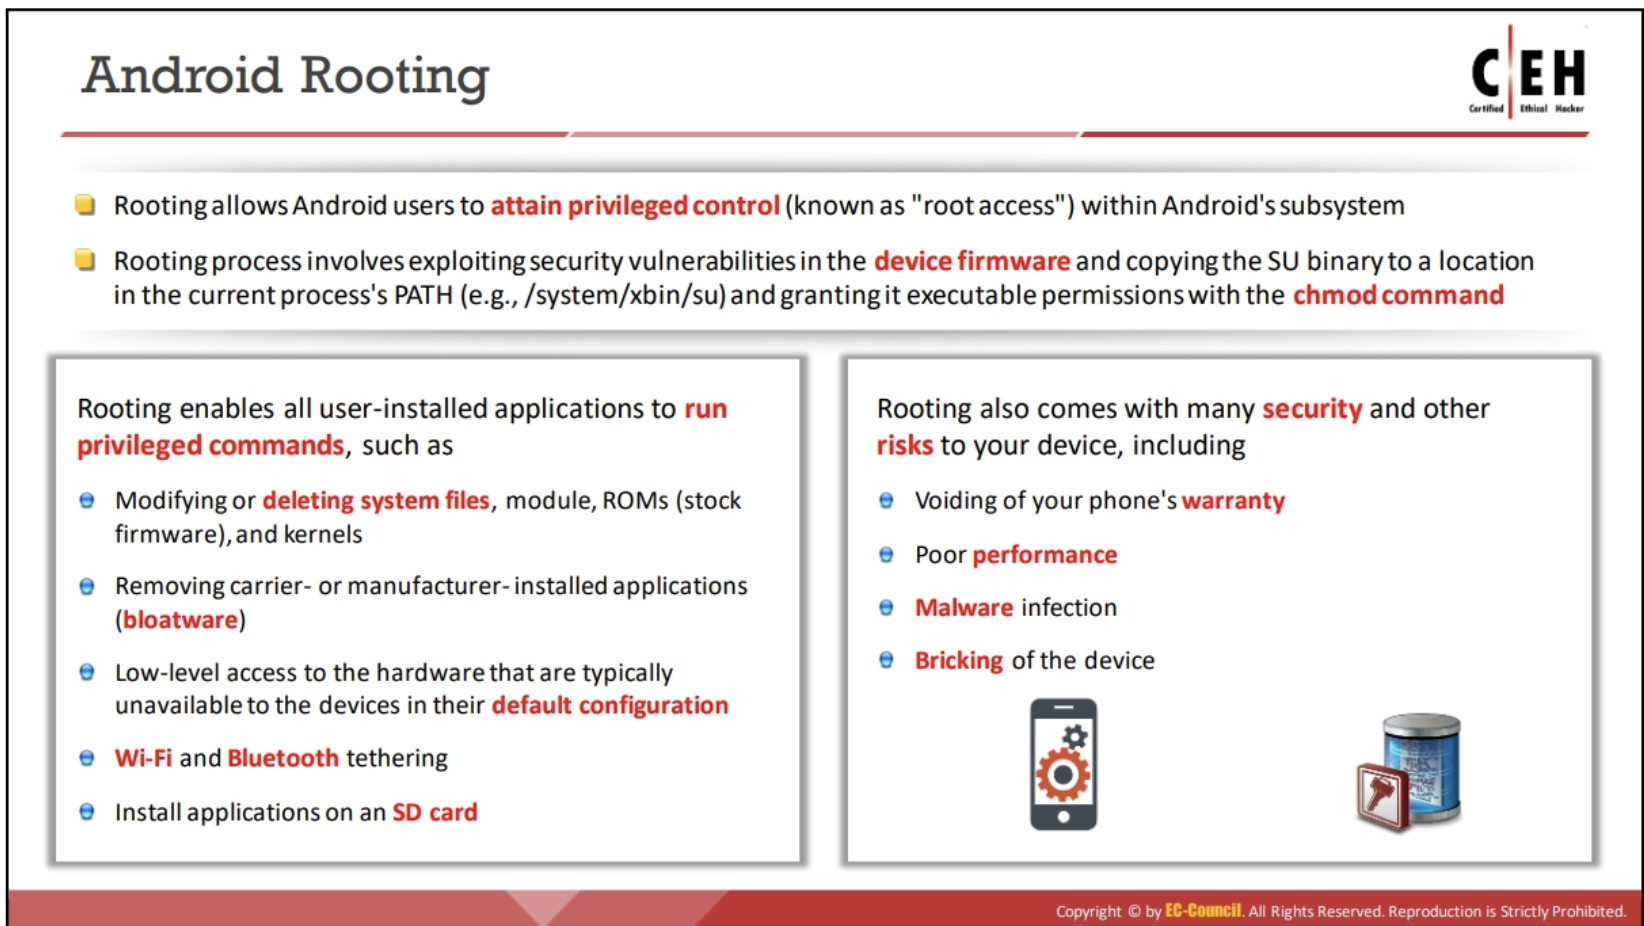 Android Rooting
C|EH
Certified Ethical Hacker
Rooting allows Android users to attain privileged control (known as "root access") within Android's subsystem
Rooting process involves exploiting security vulnerabilities in the device firmware and copying the SU binary to a location
in the current process's PATH (e.g., /system/xbin/su) and granting it executable permissions with the chmod command
Rooting enables all user-installed applications to run
privileged commands, such as
Modifying or deleting system files, module, ROMs (stock
firmware), and kernels
Removing carrier- or manufacturer- installed applications
(bloatware)
Low-level access to the hardware that are typically
unavailable to the devices in their default configuration
Wi-Fi and Bluetooth tethering
Install applications on an SD card
Rooting also comes with many security and other
risks to your device, including
Voiding of your phone's warranty
Poor performance
Malware infection
Bricking of the device
Copyright © by EC-Council. All Rights Reserved. Reproduction is Strictly Prohibited.